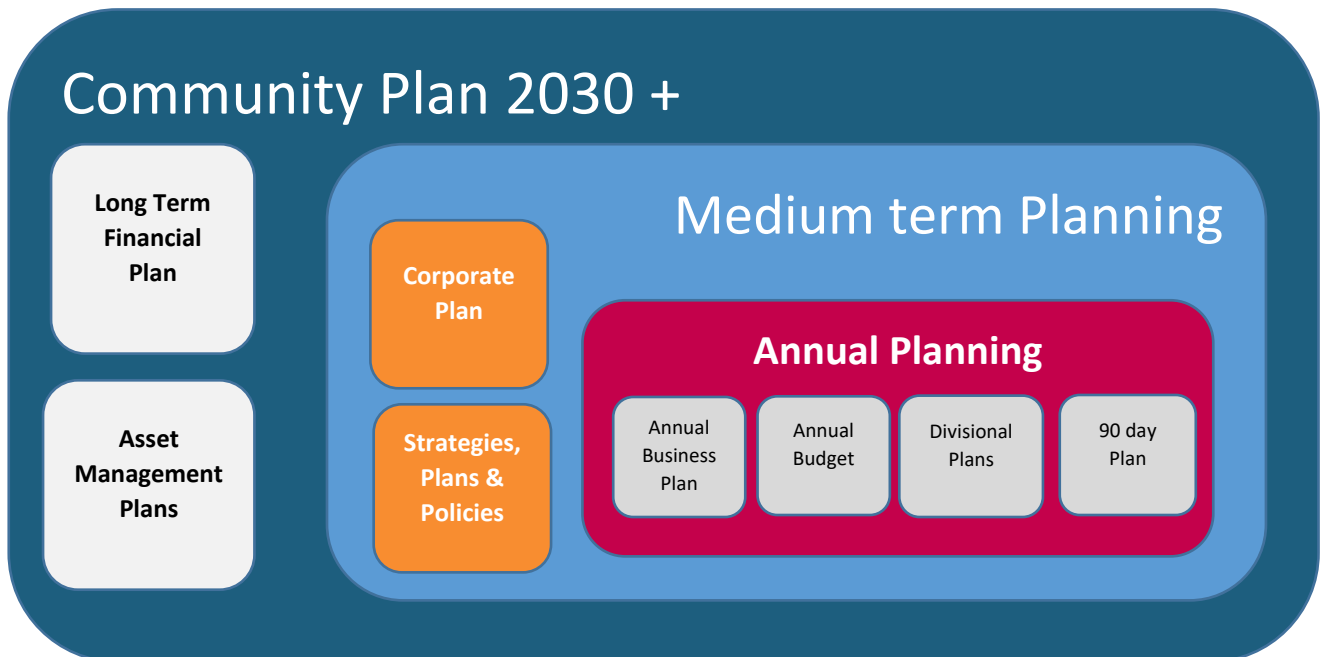 Community Plan 2030 +
Long Term
Financial
Plan
Asset
Management
Plans
Medium term Planning
Corporate
Plan
Strategies,
Plans &
Policies
Annual Planning
Annual
Business
Plan
Annual
Budget
Divisional
Plans
90 day
Plan